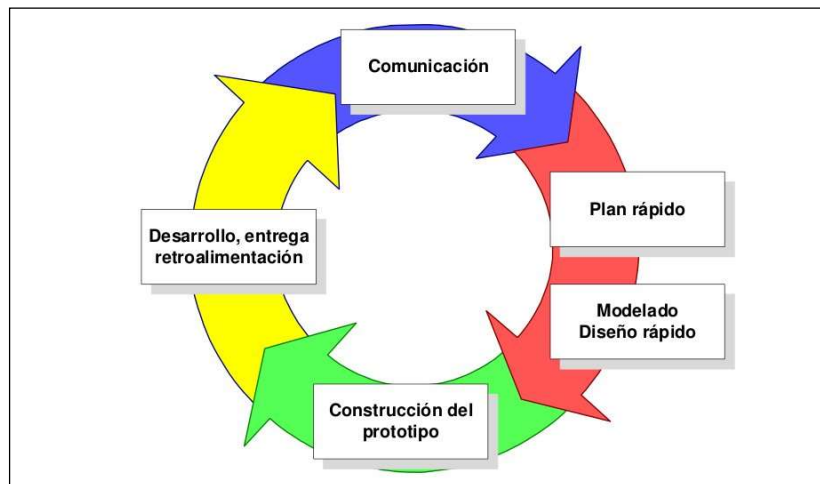 Comunicación
Plan rápido
Modelado
Diseño rápido
Construcción del
prototipo
Desarrollo, entrega
retroalimentación